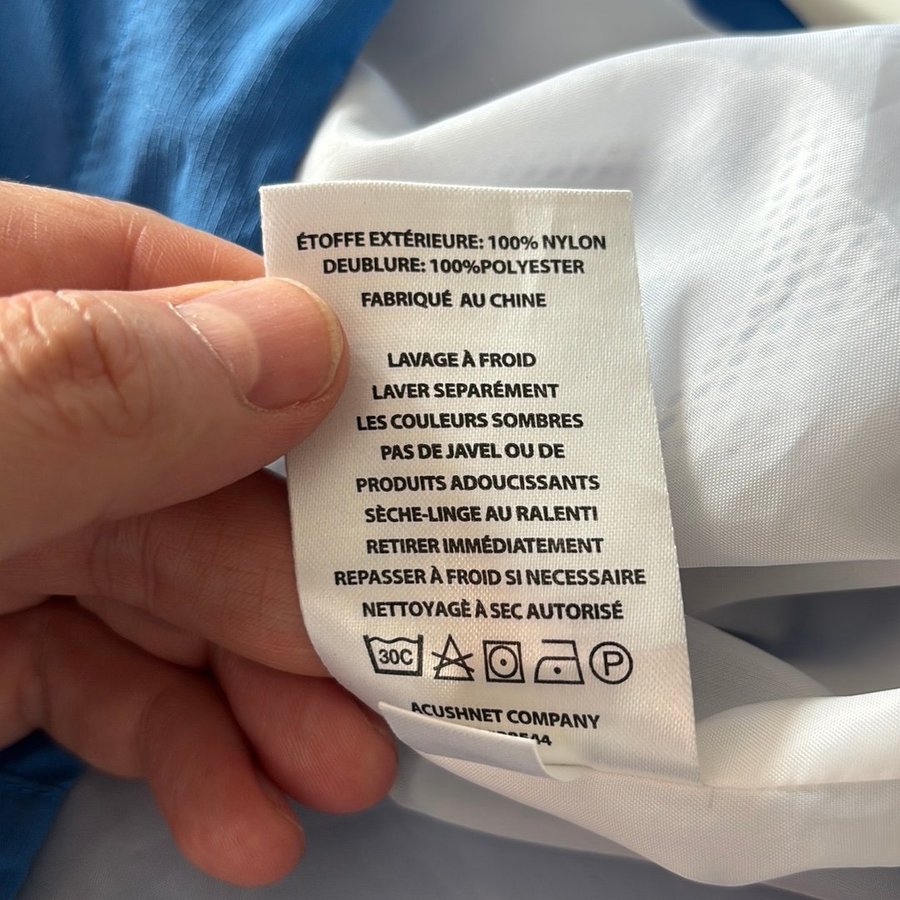 ÉTOFFE EXTÉRIEURE: 100% NYLON
DEUBLURE: 100%POLYESTER
FABRIQUÉ AU CHINE
LAVAGE À FROID
LAVER SEPARÉMENT
LES COULEURS SOMBRES
PAS DE JAVEL OU DE
PRODUITS ADOUCISSANTS
SÈCHE-LINGE AU RALENTI
RETIRER IMMÉDIATEMENT
REPASSER À FROID SI NECESSAIRE
NETTOYAGÈ À SEC AUTORISÉ
30C P
ACUSHNET COMPANY